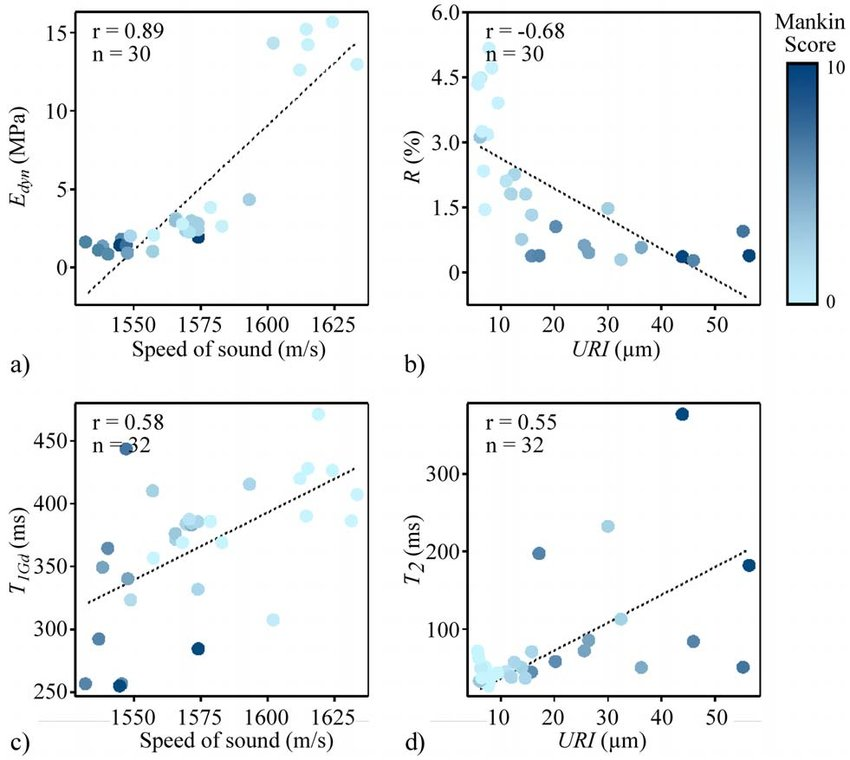 r = 0.89
n = 30
15
10
5
0
E_dyn (MPa)
1550 1575 1600 1625
Speed of sound (m/s)
a)
r = -0.68
n = 30
6.0
4.5
3.0
1.5
0
R (%)
10 20 30 40 50
URI (µm)
b)
Mankin
Score
10
0
r = 0.58
n = 32
450
400
350
300
250
T_1Gd (ms)
1550 1575 1600 1625
Speed of sound (m/s)
c)
r = 0.55
n = 32
300
200
100
T_2 (ms)
10 20 30 40 50
URI (µm)
d)